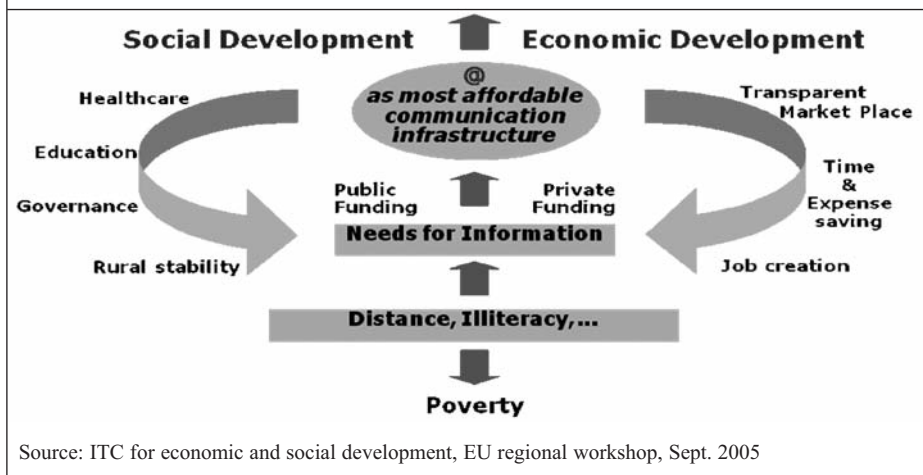 Social Development
Economic Development
@
as most affordable
communication
infrastructure
Healthcare
Education
Governance
Rural stability
Transparent
Market Place
Time
&
Expense
saving
Job creation
Public
Funding
Private
Funding
Needs for Information
Distance, Illiteracy,...
Poverty
Source: ITC for economic and social development, EU regional workshop, Sept. 2005